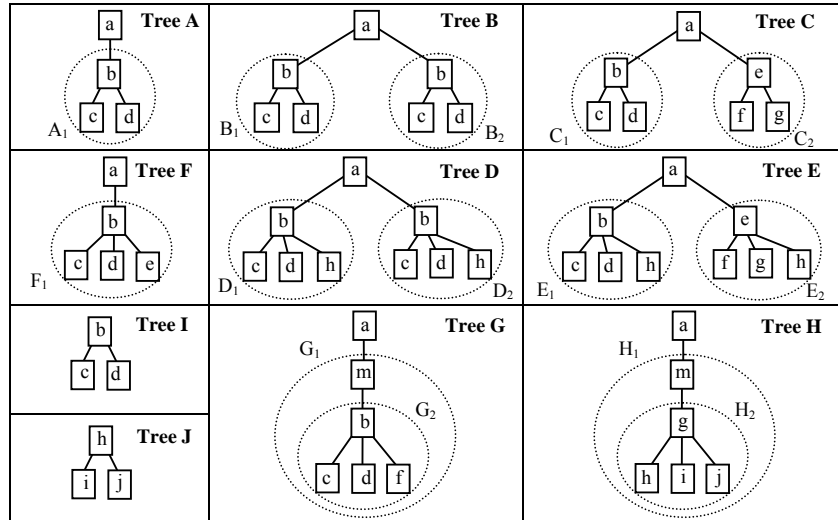 a Tree A
b
c d
A₁
a Tree B
b b
c d c d
B₁ B₂
a Tree C
b e
c d f g
C₁ C₂
a Tree F
b
c d e
F₁
a Tree D
b b
c d h c d h
D₁ D₂
a Tree E
b e
c d h f g h
E₁ E₂
b Tree I
c d
h Tree J
i j
a Tree G
G₁
m
G₂
b
c d f
a Tree H
H₁
m
H₂
g
h i j